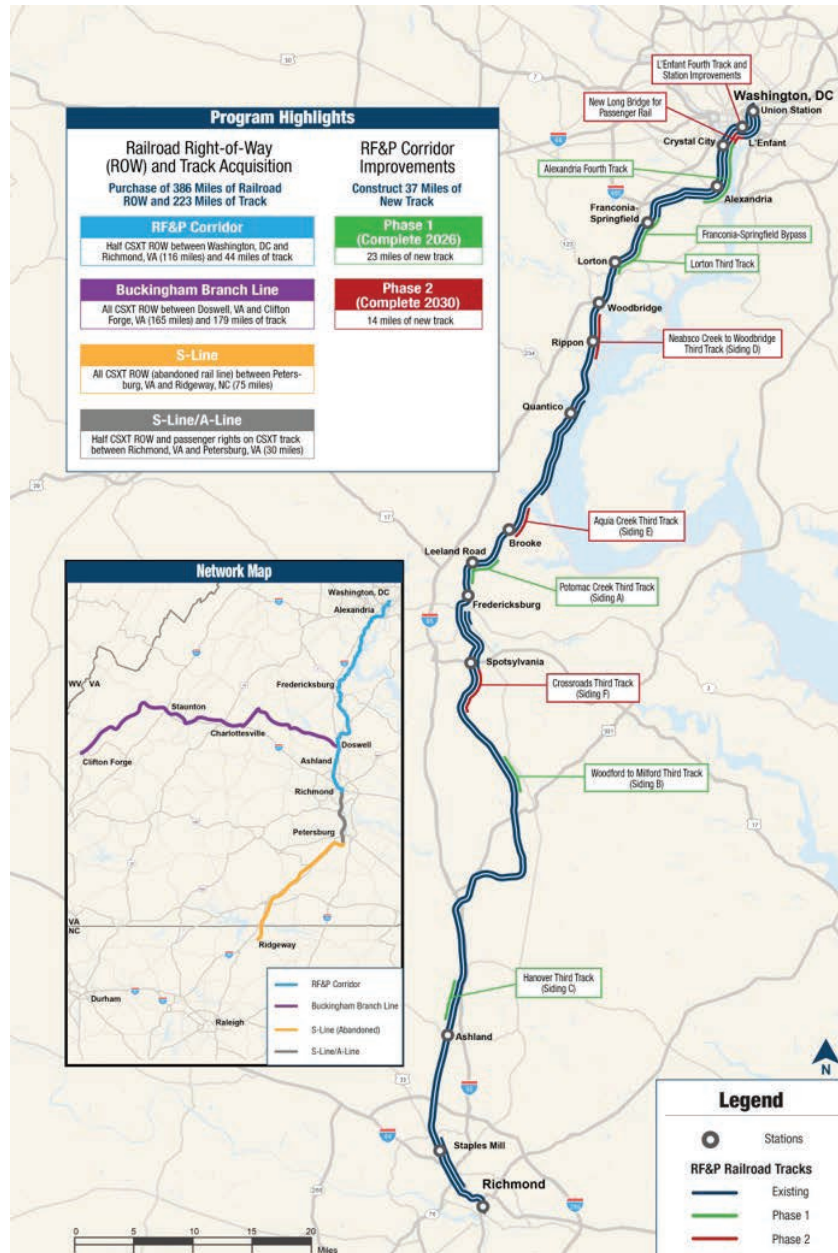 L'Enfant Fourth Track and
Station Improvements
Washington, DC
Union Station
New Long Bridge for
Passenger Rail
Crystal City
L'Enfant
Alexandria Fourth Track
Alexandria
Franconia-
Springfield
Franconia-Springfield Bypass
Lorton
Lorton Third Track
Woodbridge
Rippon
Neabsco Creek to Woodbridge
Third Track (Siding D)
Quantico
Aquia Creek Third Track
(Siding E)
Brooke
Leeland Road
Potomac Creek Third Track
(Siding A)
Fredericksburg
Spotsylvania
Crossroads Third Track
(Siding F)
Woodford to Milford Third Track
(Siding B)
Hanover Third Track
(Siding C)
Ashland
Staples Mill
Richmond
Program Highlights
Railroad Right-of-Way
(ROW) and Track Acquisition
Purchase of 386 Miles of Railroad
ROW and 223 Miles of Track
RF&P Corridor
Half CSXT ROW between Washington, DC and
Richmond, VA (116 miles) and 44 miles of track
Buckingham Branch Line
All CSXT ROW between Doswell, VA and Clifton
Forge, VA (165 miles) and 179 miles of track
S-Line
All CSXT ROW (abandoned rail line) between Peters-
burg, VA and Ridgeway, NC (75 miles)
S-Line/A-Line
Half CSXT ROW and passenger rights on CSXT track
between Richmond, VA and Petersburg, VA (30 miles)
RF&P Corridor
Improvements
Construct 37 Miles of
New Track
Phase 1
(Complete 2026)
23 miles of new track
Phase 2
(Complete 2030)
14 miles of new track
Network Map
Washington, DC
Alexandria
Fredericksburg
WV
VA
Staunton
Charlottesville
Doswell
Clifton Forge
Ashland
Richmond
Petersburg
VA
NC
Ridgeway
Durham
Raleigh
RF&P Corridor
Buckingham Branch Line
S-Line (Abandoned)
S-Line/A-Line
N
Legend
Stations
RF&P Railroad Tracks
Existing
Phase 1
Phase 2
0 5 10 15 20
Miles